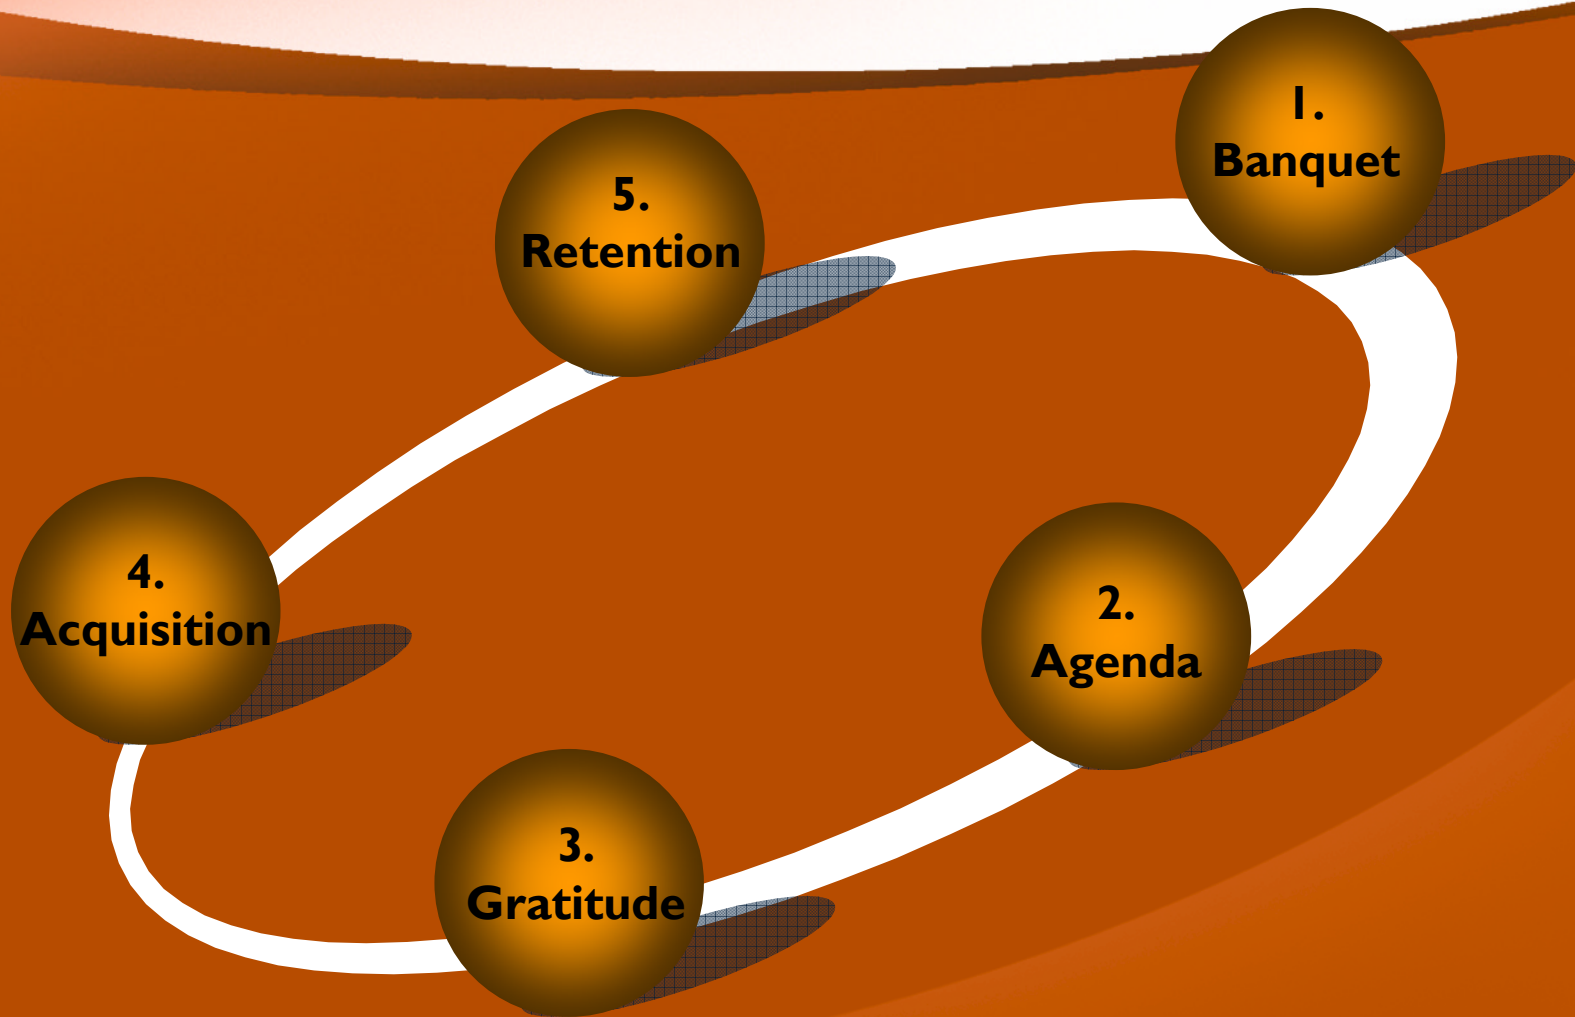 1.
Banquet
2.
Agenda
3.
Gratitude
4.
Acquisition
5.
Retention